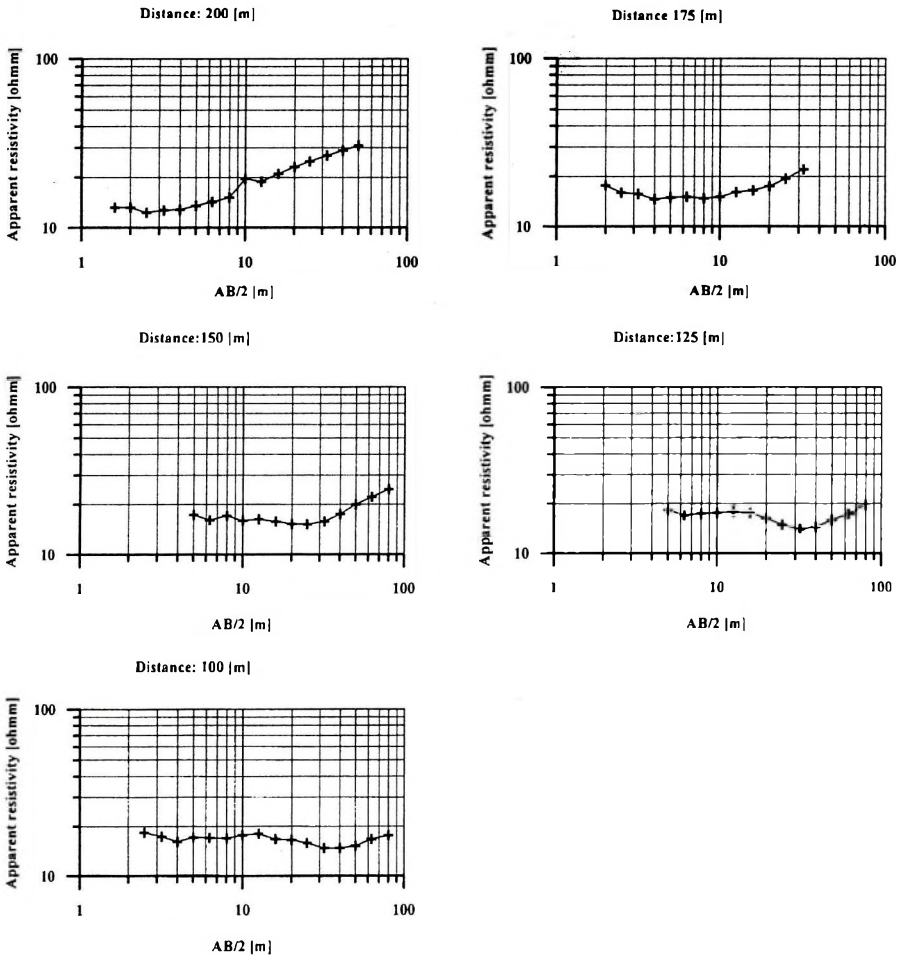 Distance: 200 [m]
Apparent resistivity [ohmm]
100
10
1
10
100
AB/2 [m]
Distance 175 [m]
Apparent resistivity [ohmm]
100
10
1
10
100
AB/2 [m]
Distance:150 [m]
Apparent resistivity [ohmm]
100
10
1
10
100
AB/2 [m]
Distance:125 [m]
Apparent resistivity [ohmm]
100
10
1
10
100
AB/2 [m]
Distance: 100 [m]
Apparent resistivity [ohmm]
100
10
1
10
100
AB/2 [m]